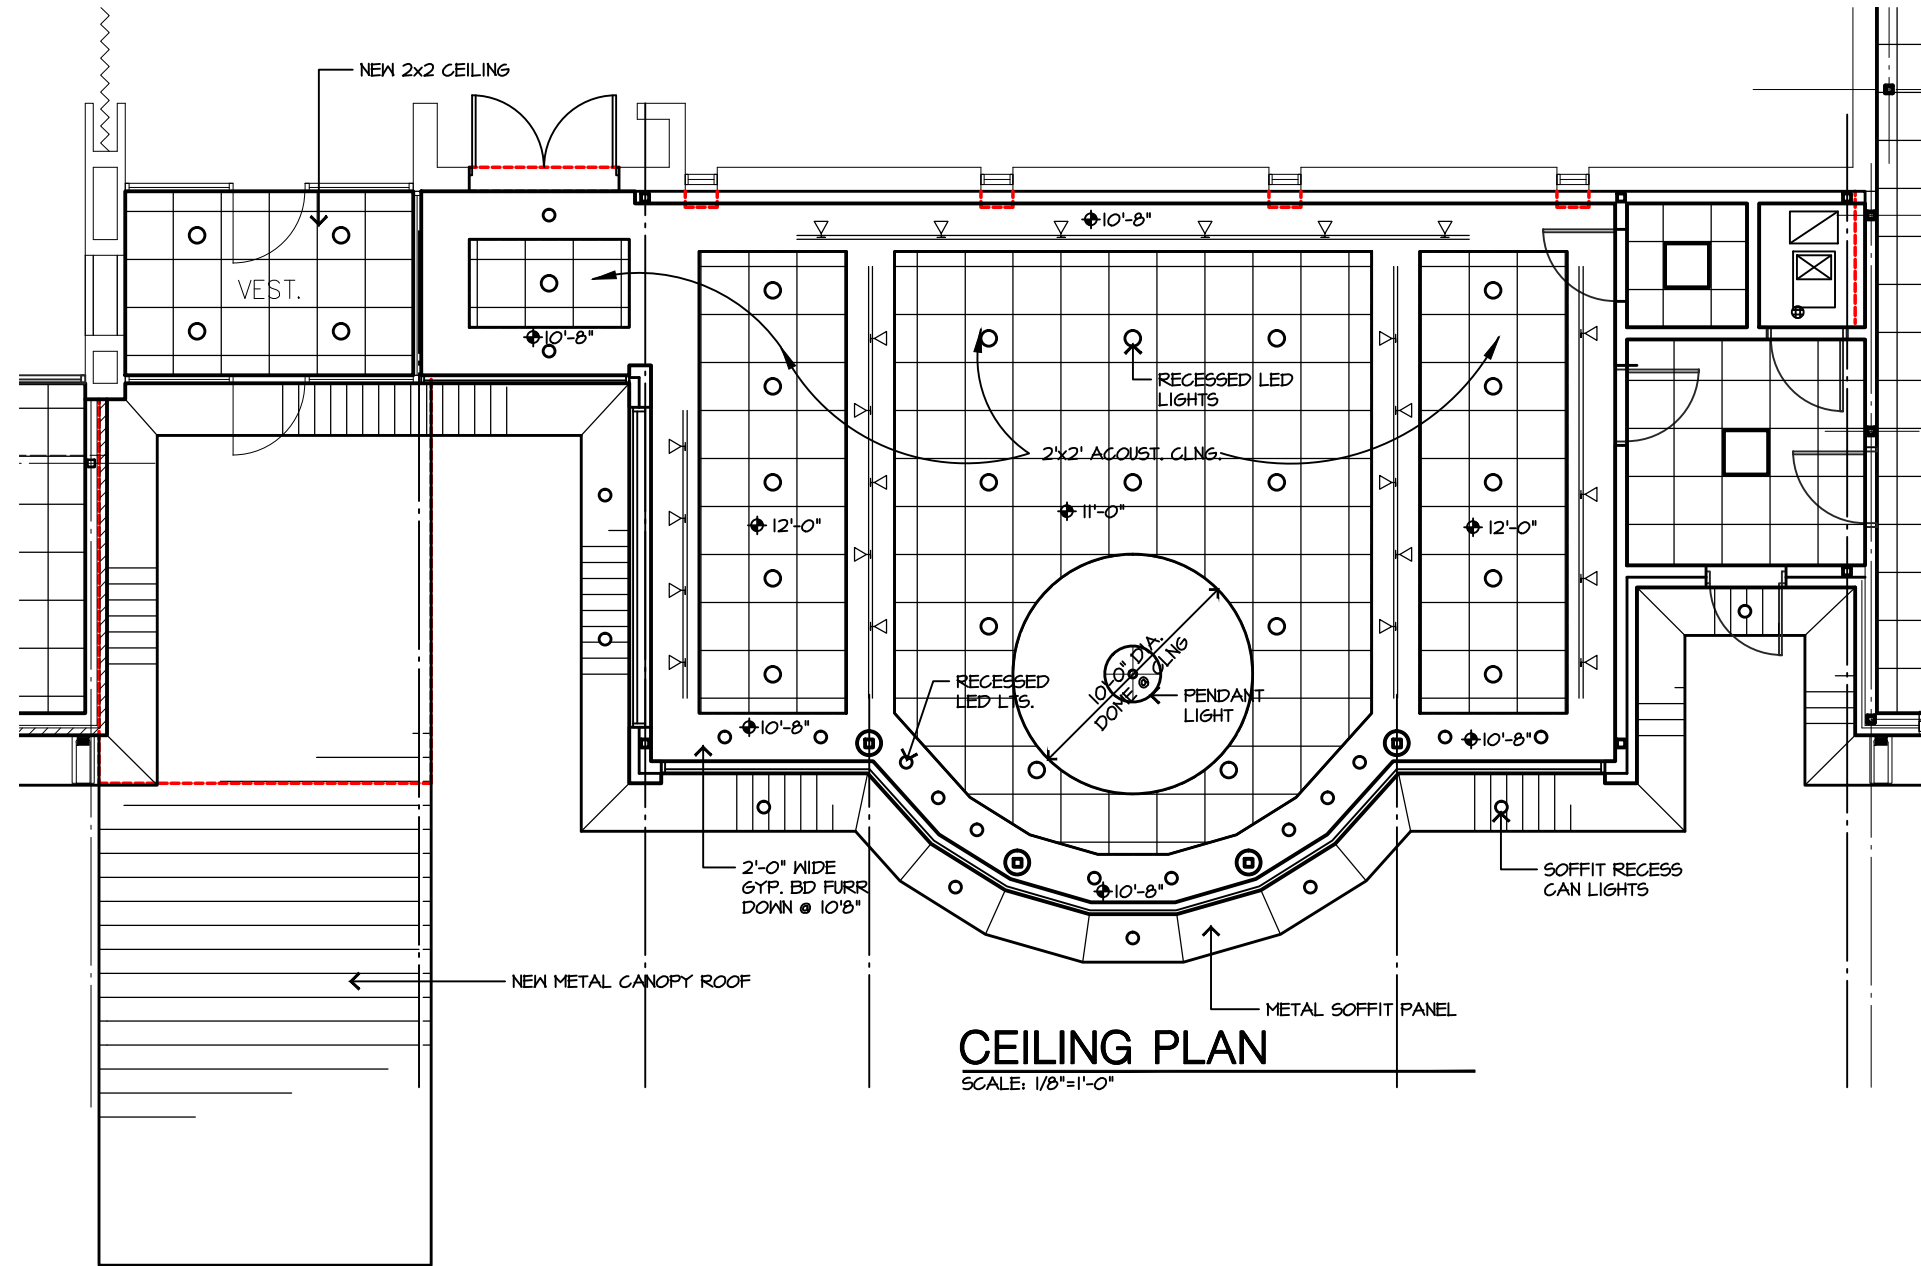 NEW 2x2 CEILING
10'-8"
VEST.
10'-8"
RECESSED LED
LIGHTS
2'x2' ACOUST. CLNG.
11'-0"
12'-0"
12'-0"
10'-0" DIA.
DOME @ CLNG
RECESSED
LED LTS.
PENDANT
LIGHT
10'-8"
10'-8"
2'-0" WIDE
GYP. BD FURR
DOWN @ 10'8"
10'-8"
SOFFIT RECESS
CAN LIGHTS
NEW METAL CANOPY ROOF
METAL SOFFIT PANEL
CEILING PLAN
SCALE: 1/8"=1'-0"